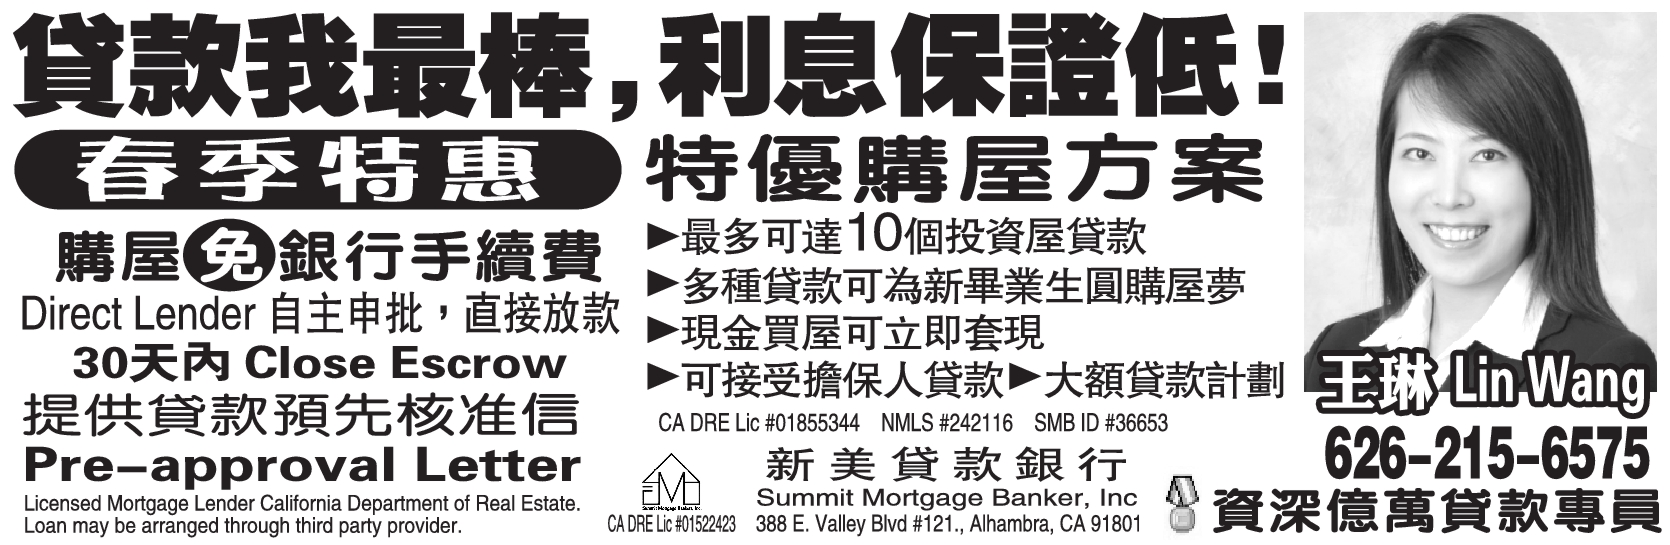 貸款我最棒,利息保證低!
春季特惠
購屋免銀行手續費
Direct Lender 自主申批，直接放款
30天內 Close Escrow
提供貸款預先核准信
Pre-approval Letter
Licensed Mortgage Lender California Department of Real Estate.
Loan may be arranged through third party provider.
特優購屋方案
▶最多可達10個投資屋貸款
▶多種貸款可為新畢業生圓購屋夢
▶現金買屋可立即套現
▶可接受擔保人貸款▶大額貸款計劃
CA DRE Lic #01855344 NMLS #242116 SMB ID #36653
Summit Mortgage Bankers, Inc.
CA DRE Lic #01522423
新美貸款銀行
Summit Mortgage Banker, Inc
388 E. Valley Blvd #121., Alhambra, CA 91801
王琳 Lin Wang
626-215-6575
資深億萬貸款專員